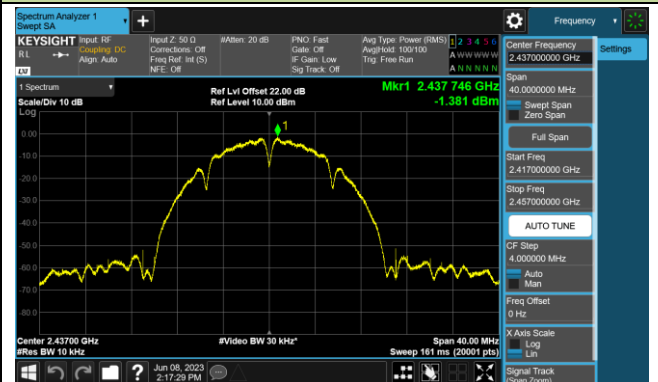 Spectrum Analyzer 1
Swept SA
+
Frequency
KEYSIGHT
RL
LXI
Input: RF
Coupling: DC
Align: Auto
Input Z: 50 Ω
Corrections: Off
Freq Ref: Int (S)
NFE: Off
#Atten: 20 dB
PNO: Fast
Gate: Off
IF Gain: Low
Sig Track: Off
Avg Type: Power (RMS)
Avg|Hold: 100/100
Trig: Free Run
1 2 3 4 5 6
A W W W W W
A N N N N N
1 Spectrum
Scale/Div 10 dB
Log
Ref Lvl Offset 22.00 dB
Ref Level 10.00 dBm
Mkr1 2.437 746 GHz
-1.381 dBm
1
0.00
-10.0
-20.0
-30.0
-40.0
-50.0
-60.0
-70.0
-80.0
Center 2.43700 GHz
#Res BW 10 kHz
#Video BW 30 kHz*
Span 40.00 MHz
Sweep 161 ms (20001 pts)
Jun 08, 2023
2:17:29 PM
?
Center Frequency
2.437000000 GHz
Settings
Span
40.0000000 MHz
Swept Span
Zero Span
Full Span
Start Freq
2.417000000 GHz
Stop Freq
2.457000000 GHz
AUTO TUNE
CF Step
4.000000 MHz
Auto
Man
Freq Offset
0 Hz
X Axis Scale
Log
Lin
Signal Track
(Span Zoom)